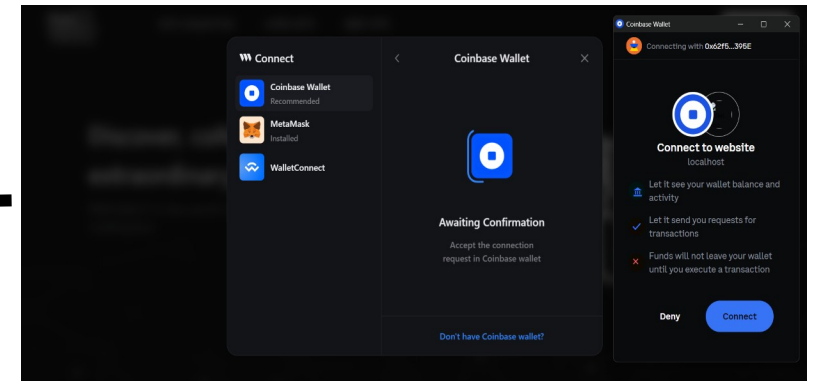 Connect
Coinbase Wallet
Recommended
MetaMask
Installed
WalletConnect
Coinbase Wallet
Awaiting Confirmation
Accept the connection
request in Coinbase wallet
Don't have Coinbase wallet?
Coinbase Wallet
Connecting with 0x62f5...395E
Connect to website
localhost
Let it see your wallet balance and
activity
Let it send you requests for
transactions
Funds will not leave your wallet
until you execute a transaction
Deny
Connect